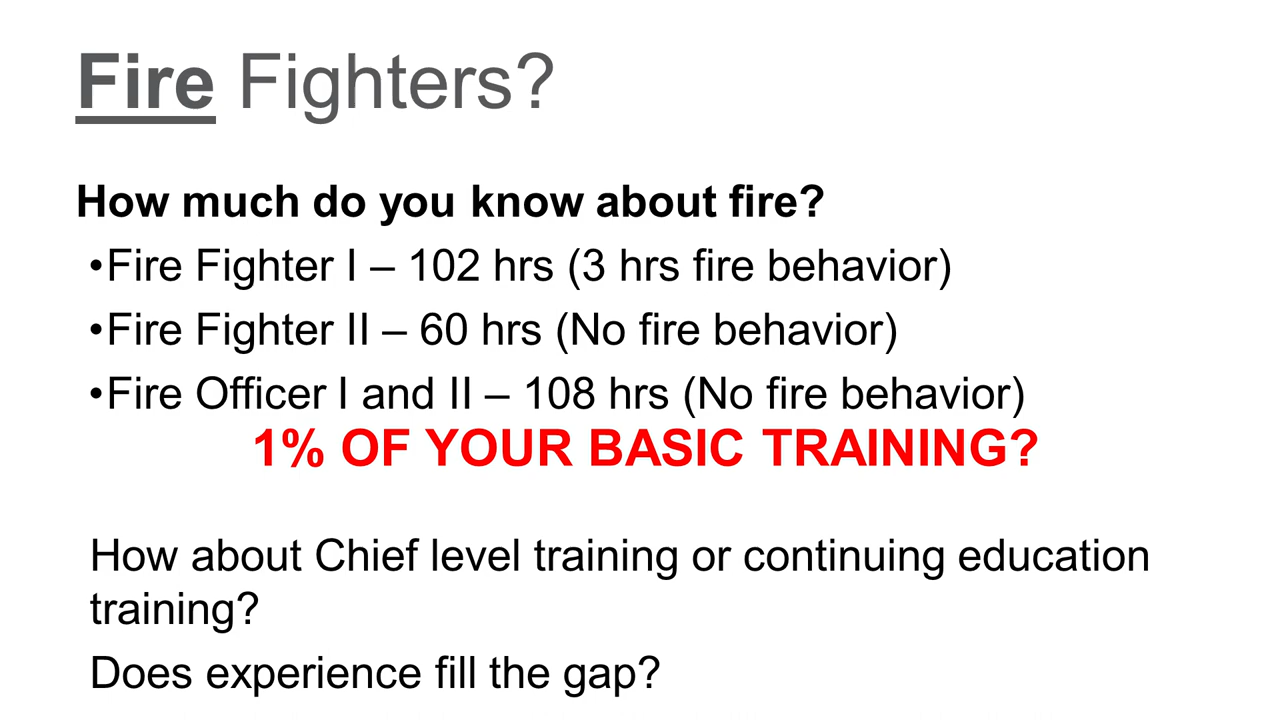 Fire Fighters?
How much do you know about fire?
•Fire Fighter I – 102 hrs (3 hrs fire behavior)
•Fire Fighter II – 60 hrs (No fire behavior)
•Fire Officer I and II – 108 hrs (No fire behavior)
1% OF YOUR BASIC TRAINING?
How about Chief level training or continuing education
training?
Does experience fill the gap?